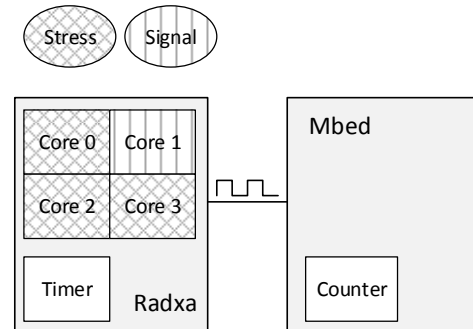 Stress Signal
Mbed
Core 0 Core 1
Core 2 Core 3
Timer
Radxa
Counter